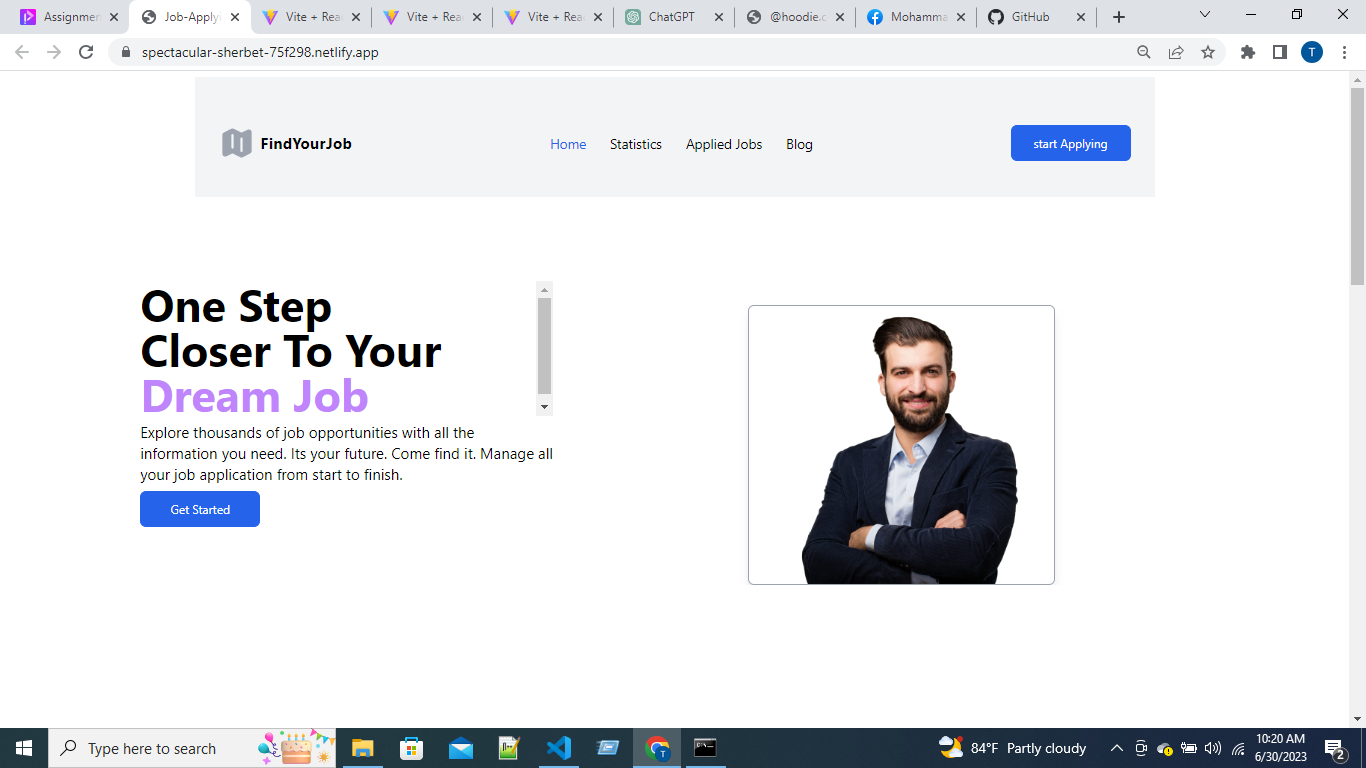 Assignmen
Job-Applyi
Vite + Rea
Vite + Rea
Vite + Rea
ChatGPT
@hoodie.c
Mohamma
GitHub
spectacular-sherbet-75f298.netlify.app
T
FindYourJob
Home
Statistics
Applied Jobs
Blog
start Applying
One Step
Closer To Your
Dream Job
Explore thousands of job opportunities with all the
information you need. Its your future. Come find it. Manage all
your job application from start to finish.
Get Started
Type here to search
T
84°F Partly cloudy
10:20 AM
6/30/2023
2